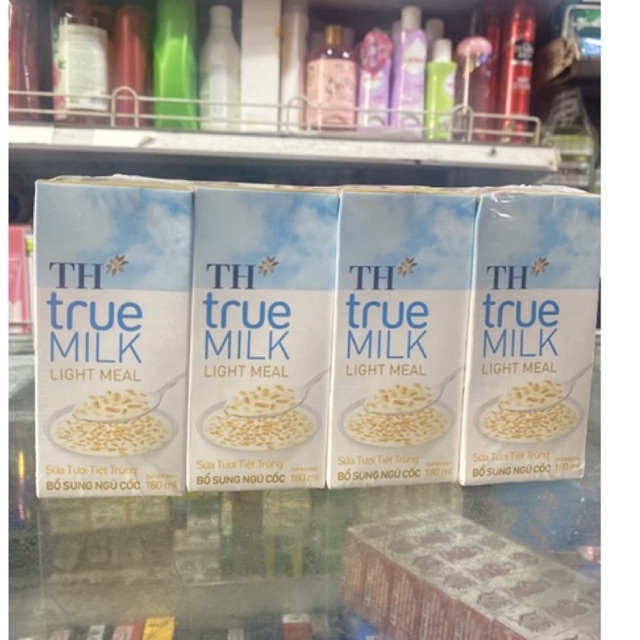 TH
true
MILK
LIGHT MEAL
Sữa Tươi Tiệt Trùng
BỔ SUNG NGŨ CỐC 180 ml
TH
true
MILK
LIGHT MEAL
Sữa Tươi Tiệt Trùng
BỔ SUNG NGŨ CỐC 180 ml
TH
true
MILK
LIGHT MEAL
Sữa Tươi Tiệt Trùng
BỔ SUNG NGŨ CỐC 180 ml
TH
true
MILK
LIGHT MEAL
Sữa Tươi Tiệt Trùng
BỔ SUNG NGŨ CỐC 180 ml